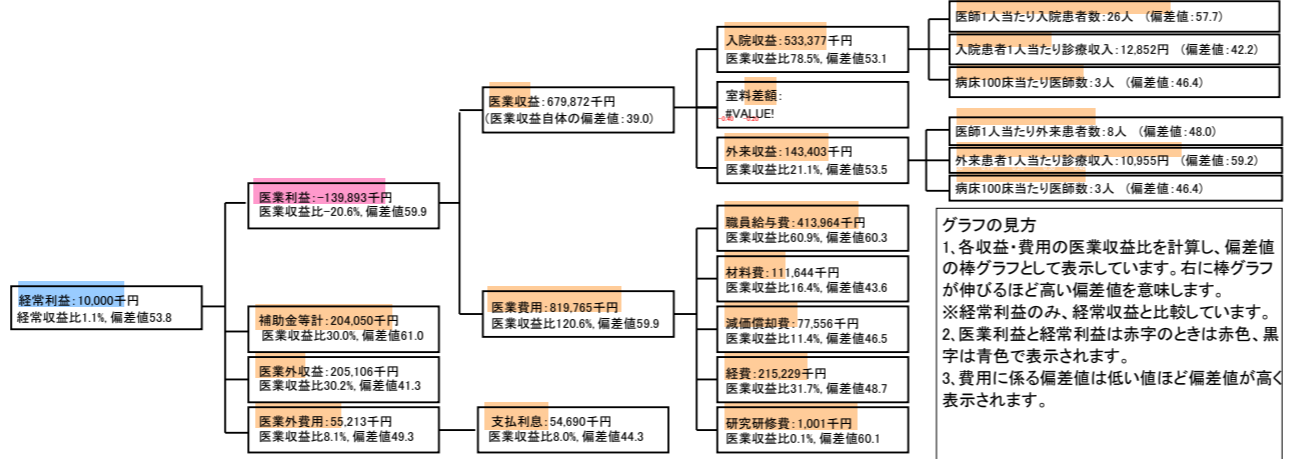 経常利益：10,000千円
経常収益比1.1%, 偏差値53.8
医業利益：-139,893千円
医業収益比-20.6%, 偏差値59.9
補助金等計：204,050千円
医業収益比30.0%, 偏差値61.0
医業外収益：205,106千円
医業収益比30.2%, 偏差値41.3
医業外費用：55,213千円
医業収益比8.1%, 偏差値49.3
医業収益：679,872千円
（医業収益自体の偏差値：39.0）
医業費用：819,765千円
医業収益比120.6%, 偏差値59.9
支払利息：54,690千円
医業収益比8.0%, 偏差値44.3
入院収益：533,377千円
医業収益比78.5%, 偏差値53.1
室料差額：
#VALUE!
外来収益：143,403千円
医業収益比21.1%, 偏差値53.5
職員給与費：413,964千円
医業収益比60.9%, 偏差値60.3
材料費：111,644千円
医業収益比16.4%, 偏差値43.6
減価償却費：77,556千円
医業収益比11.4%, 偏差値46.5
経費：215,229千円
医業収益比31.7%, 偏差値48.7
研究研修費：1,001千円
医業収益比0.1%, 偏差値60.1
医師1人当たり入院患者数：26人　（偏差値：57.7）
入院患者1人当たり診療収入：12,852円　（偏差値：42.2）
病床100床当たり医師数：3人　（偏差値：46.4）
医師1人当たり外来患者数：8人　（偏差値：48.0）
外来患者1人当たり診療収入：10,955円　（偏差値：59.2）
病床100床当たり医師数：3人　（偏差値：46.4）
グラフの見方
1、各収益・費用の医業収益比を計算し、偏差値
の棒グラフとして表示しています。右に棒グラフ
が伸びるほど高い偏差値を意味します。
※経常利益のみ、経常収益と比較しています。
2、医業利益と経常利益は赤字のときは赤色、黒
字は青色で表示されます。
3、費用に係る偏差値は低い値ほど偏差値が高く
表示されます。